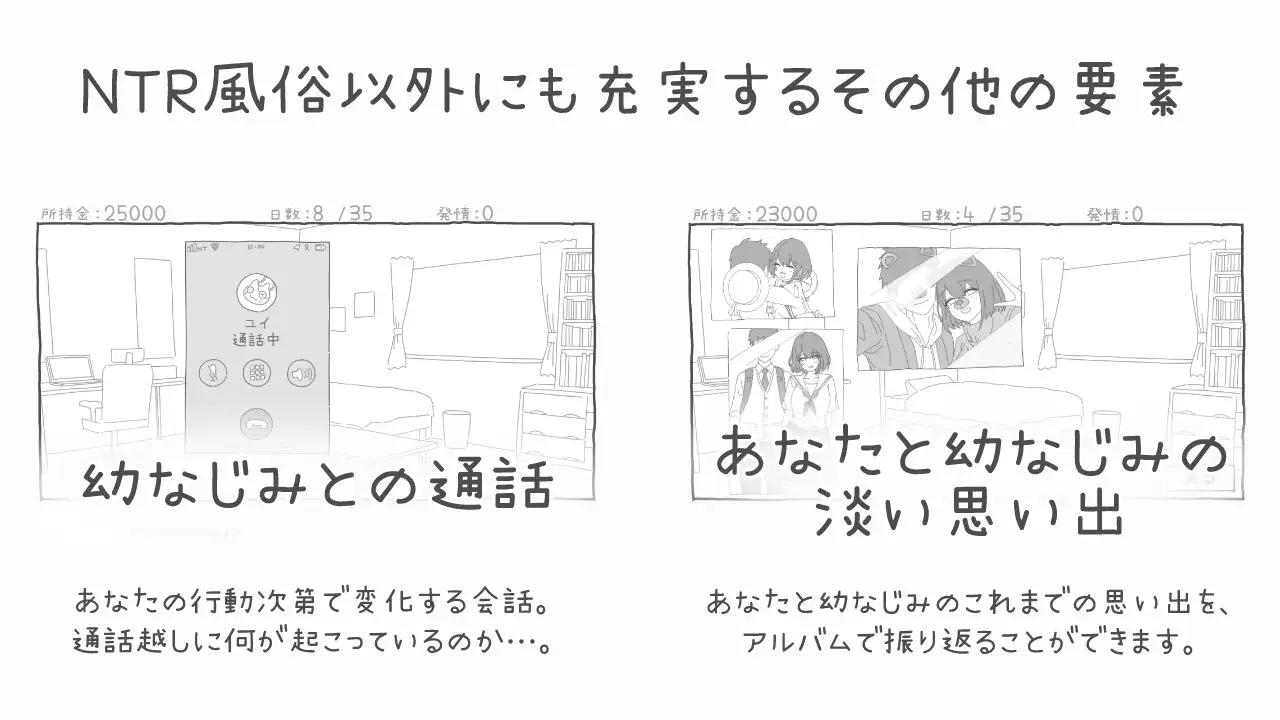 NTR風俗以外にも充実するその他の要素
所持金:25000 日数:8 /35 発情:0
10:00
ユイ
通話中
幼なじみとの通話
あなたの行動次第で変化する会話。
通話越しに何が起こっているのか…。
所持金:23000 日数:4 /35 発情:0
あなたと幼なじみの
淡い思い出
あなたと幼なじみのこれまでの思い出を、
アルバムで振り返ることができます。